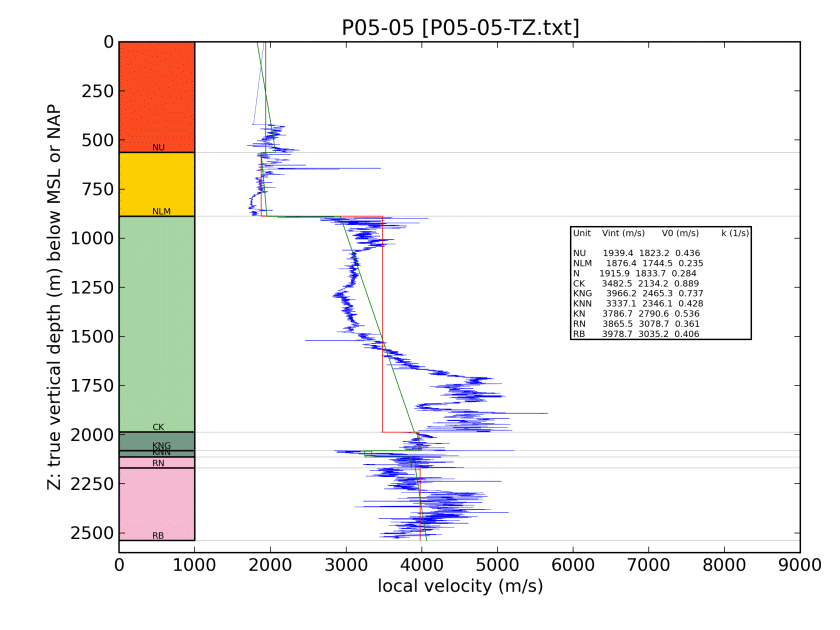 P05-05 [P05-05-TZ.txt]
Z: true vertical depth (m) below MSL or NAP
0
250
500
750
1000
1250
1500
1750
2000
2250
2500
NU
NLM
CK
KNG
KNN
RN
RB
Unit Vint (m/s) V0 (m/s) k (1/s)
NU 1939.4 1823.2 0.436
NLM 1876.4 1744.5 0.235
N 1915.9 1833.7 0.284
CK 3482.5 2134.2 0.889
KNG 3966.2 2465.3 0.737
KNN 3337.1 2346.1 0.428
KN 3786.7 2790.6 0.536
RN 3865.5 3078.7 0.361
RB 3978.7 3035.2 0.406
0 1000 2000 3000 4000 5000 6000 7000 8000 9000
local velocity (m/s)